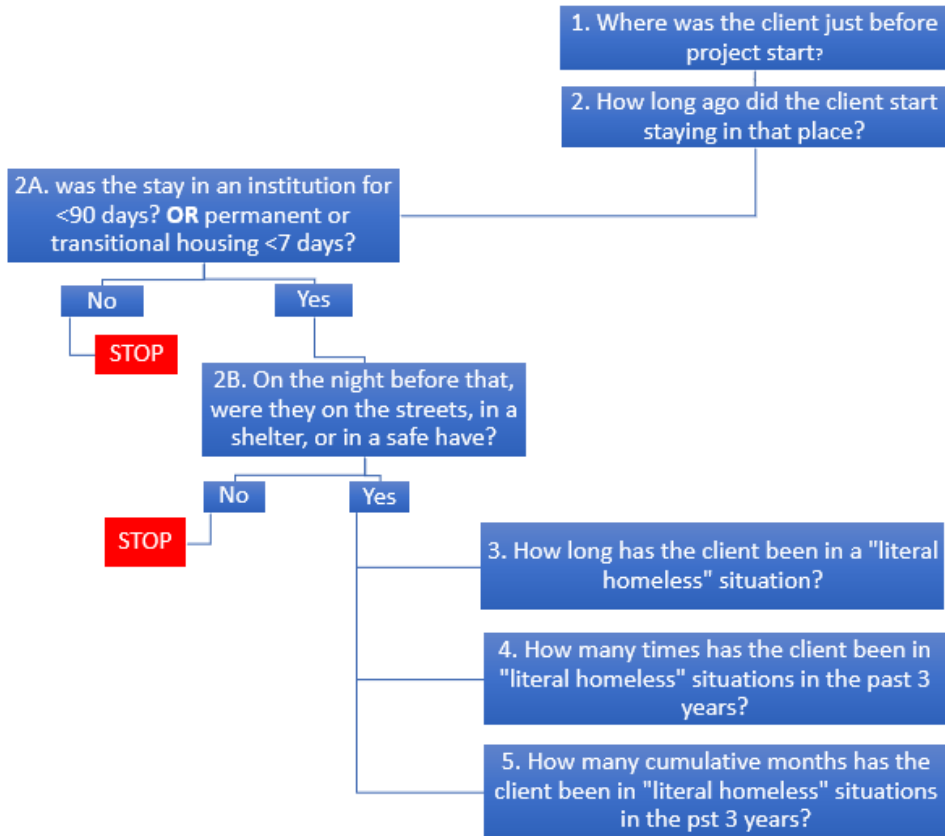 1. Where was the client just before
project start?
2. How long ago did the client start
staying in that place?
2A. was the stay in an institution for
<90 days? OR permanent or
transitional housing <7 days?
No
Yes
STOP
2B. On the night before that,
were they on the streets, in a
shelter, or in a safe have?
No
Yes
STOP
3. How long has the client been in a "literal
homeless" situation?
4. How many times has the client been in
"literal homeless" situations in the past 3
years?
5. How many cumulative months has the
client been in "literal homeless" situations
in the pst 3 years?